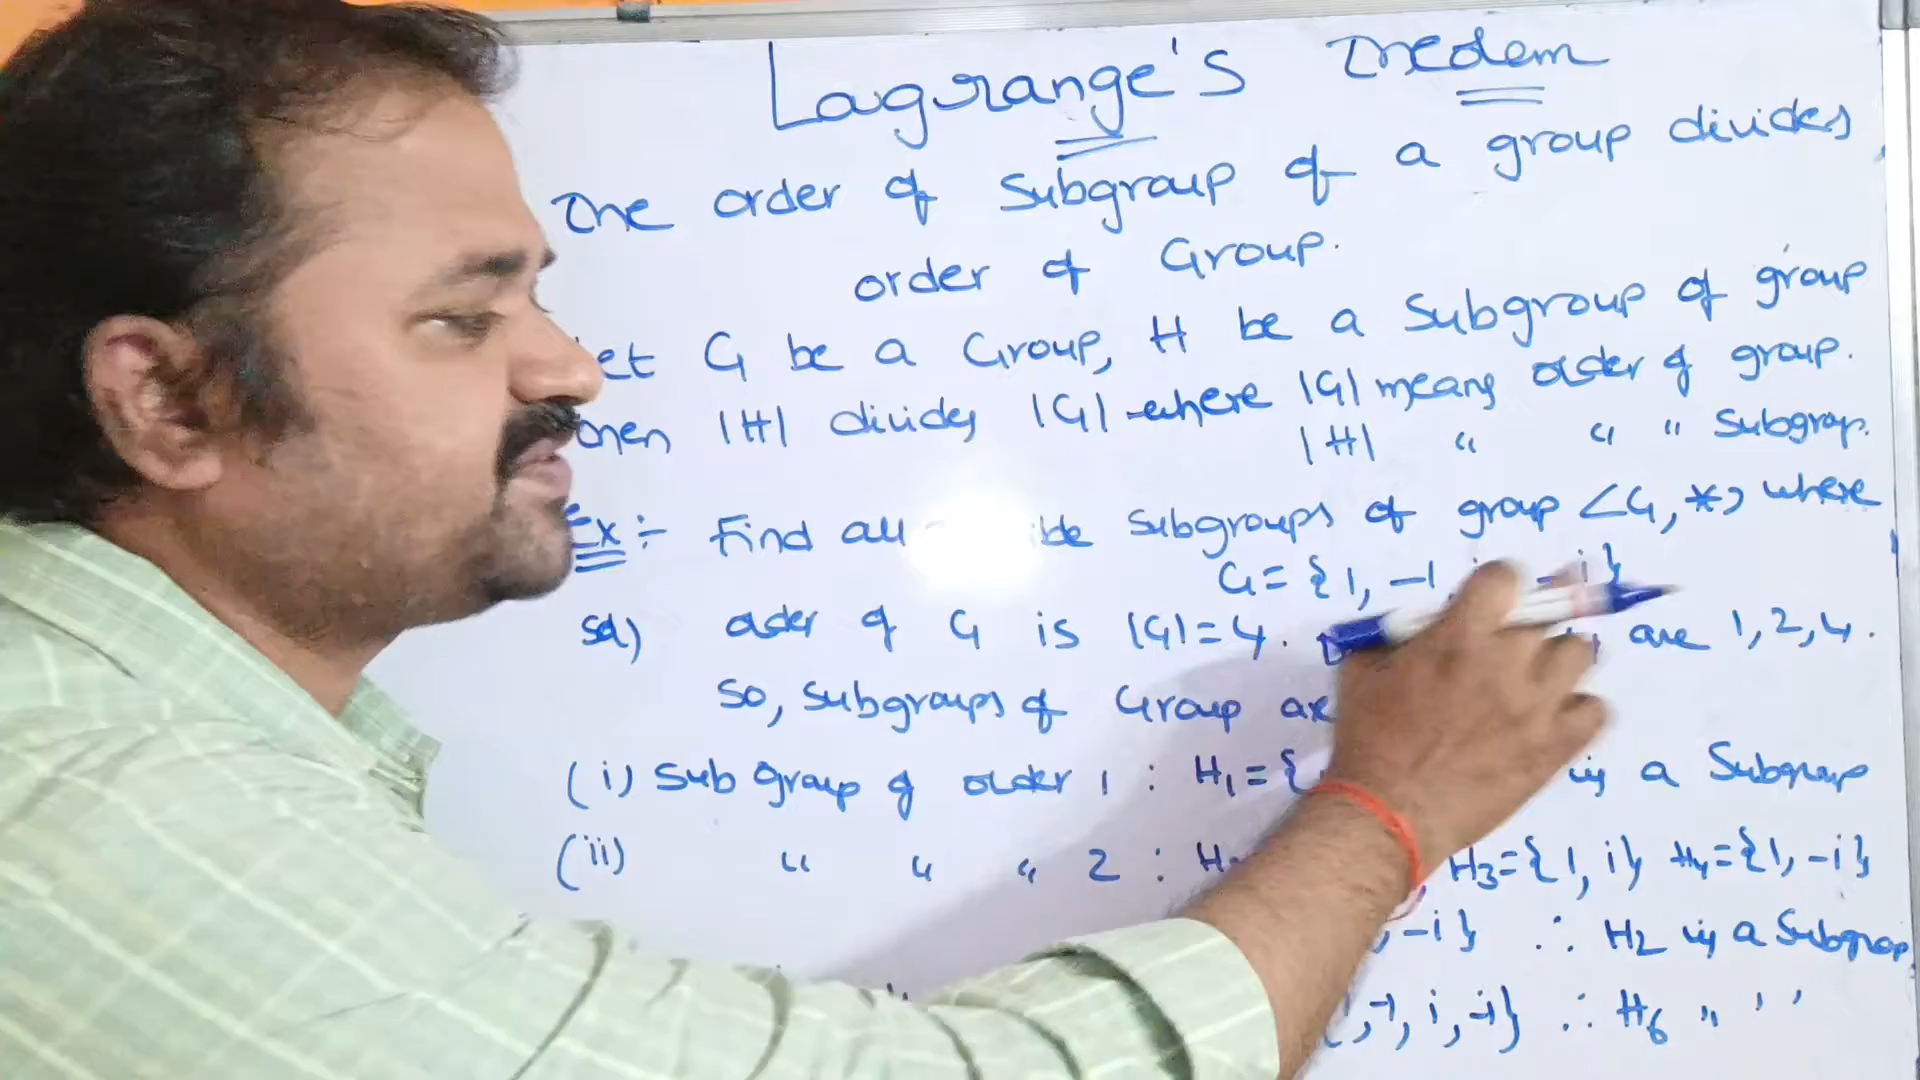 Lagrange's Theorem
The order of subgroup of a group divides
order of Group.
Let G be a Group, H be a subgroup of group
Then |H| divides |G| where |G| means order of group.
|H| " " " subgroup.
Ex:- Find all subgroups of group <G, *> where
G = {1, -1, -i}
sol) order of G is |G|=4. are 1, 2, 4.
So, subgroups of Group are
(i) Sub group of order 1 : H1={ is a subgroup
(ii) " " " 2 : H3={1, i} H4={1, -i}
, -i} ∴ H2 is a subgroup
, -1, i, -i} ∴ H6 " ' '